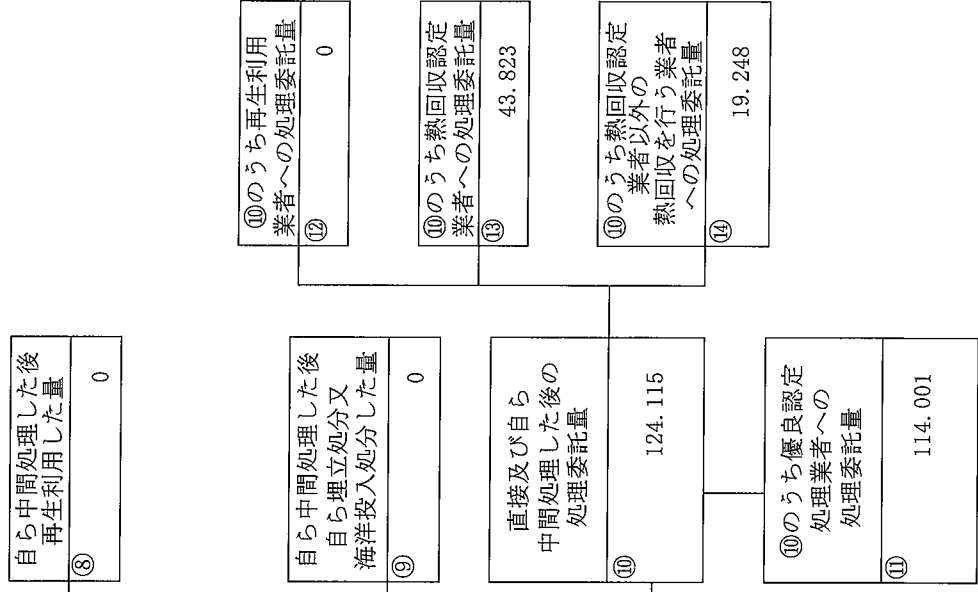 自ら中間処理した後
再生利用した量
⑧ 0
自ら中間処理した後
自ら埋立処分又
海洋投入処分した量
⑨ 0
直接及び自ら
中間処理した後の
処理委託量
⑩ 124.115
⑩のうち優良認定
処理業者への
処理委託量
⑪ 114.001
⑩のうち再生利用
業者への処理委託量
⑫ 0
⑩のうち熱回収認定
業者への処理委託量
⑬ 43.823
⑩のうち熱回収認定
業者以外の
熱回収を行う業者
への処理委託量
⑭ 19.248